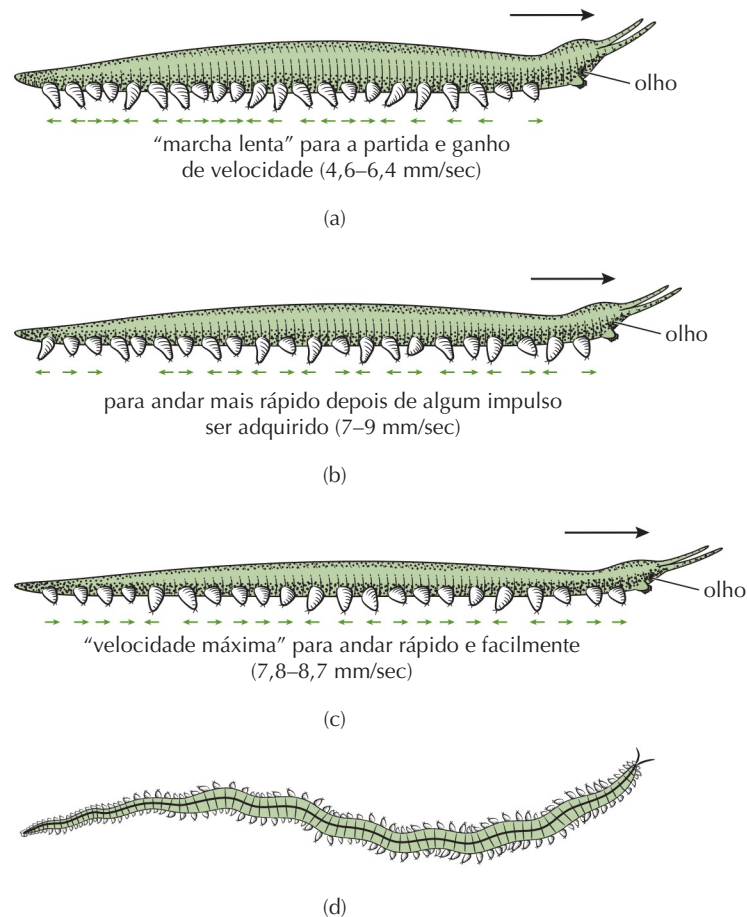 olho
“marcha lenta” para a partida e ganho
de velocidade (4,6–6,4 mm/sec)
(a)
olho
para andar mais rápido depois de algum impulso
ser adquirido (7–9 mm/sec)
(b)
olho
“velocidade máxima” para andar rápido e facilmente
(7,8–8,7 mm/sec)
(c)
(d)